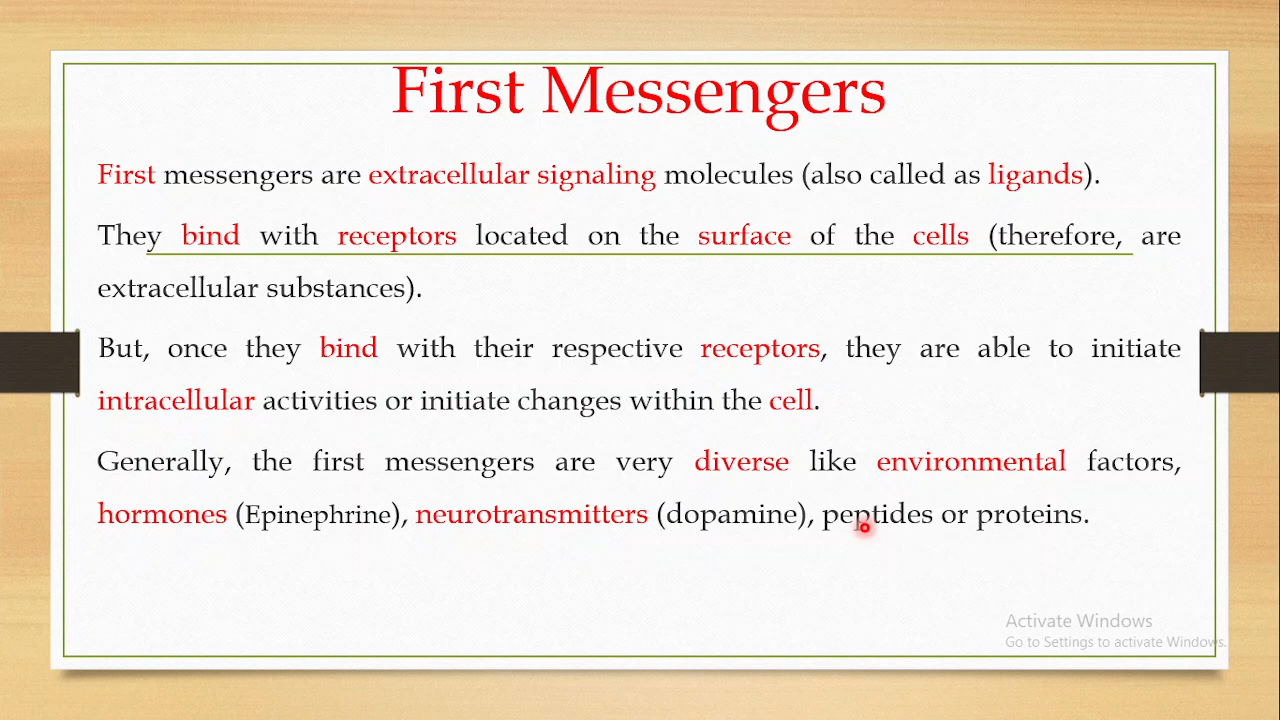 First Messengers
First messengers are extracellular signaling molecules (also called as ligands).
They bind with receptors located on the surface of the cells (therefore, are
extracellular substances).
But, once they bind with their respective receptors, they are able to initiate
intracellular activities or initiate changes within the cell.
Generally, the first messengers are very diverse like environmental factors,
hormones (Epinephrine), neurotransmitters (dopamine), peptides or proteins.
Activate Windows
Go to Settings to activate Windows.